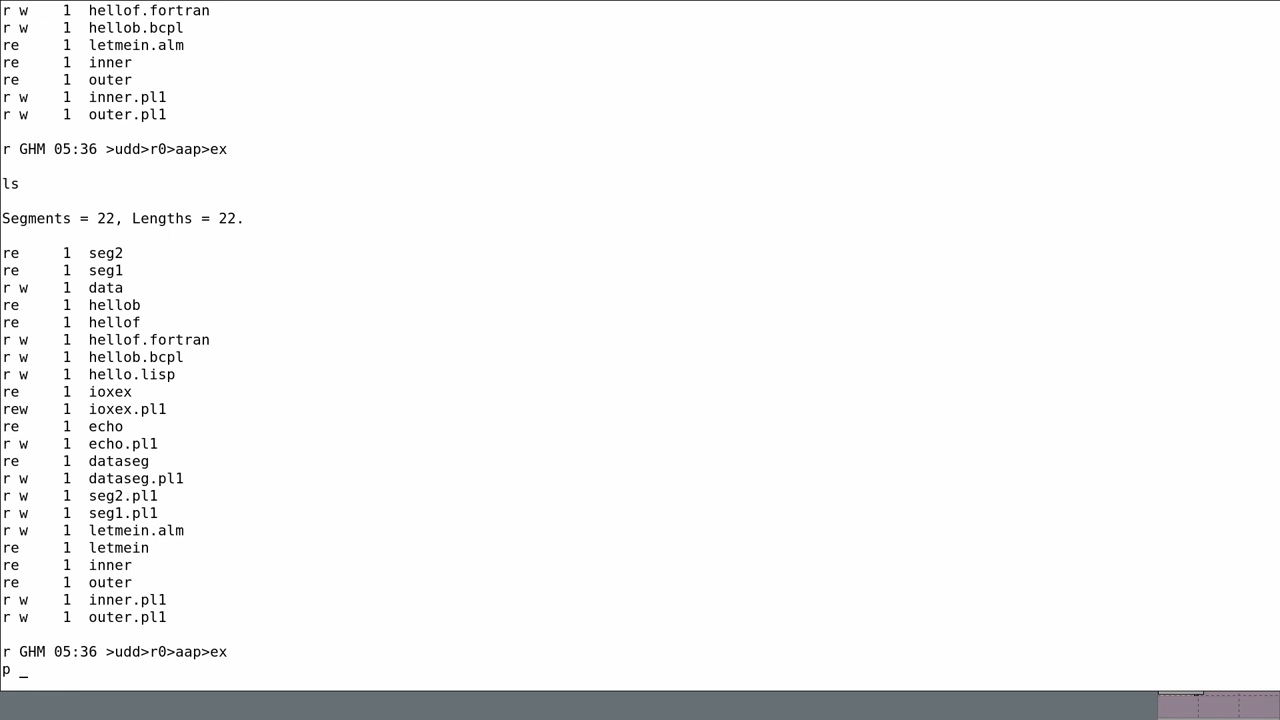 r w    1  hellof.fortran
r w    1  hellob.bcpl
re     1  letmein.alm
re     1  inner
re     1  outer
r w    1  inner.pl1
r w    1  outer.pl1
r GHM 05:36 >udd>r0>aap>ex
ls
Segments = 22, Lengths = 22.
re     1  seg2
re     1  seg1
r w    1  data
re     1  hellob
re     1  hellof
r w    1  hellof.fortran
r w    1  hellob.bcpl
r w    1  hello.lisp
re     1  ioxex
rew    1  ioxex.pl1
re     1  echo
r w    1  echo.pl1
re     1  dataseg
r w    1  dataseg.pl1
r w    1  seg2.pl1
r w    1  seg1.pl1
r w    1  letmein.alm
re     1  letmein
re     1  inner
re     1  outer
r w    1  inner.pl1
r w    1  outer.pl1
r GHM 05:36 >udd>r0>aap>ex
p _